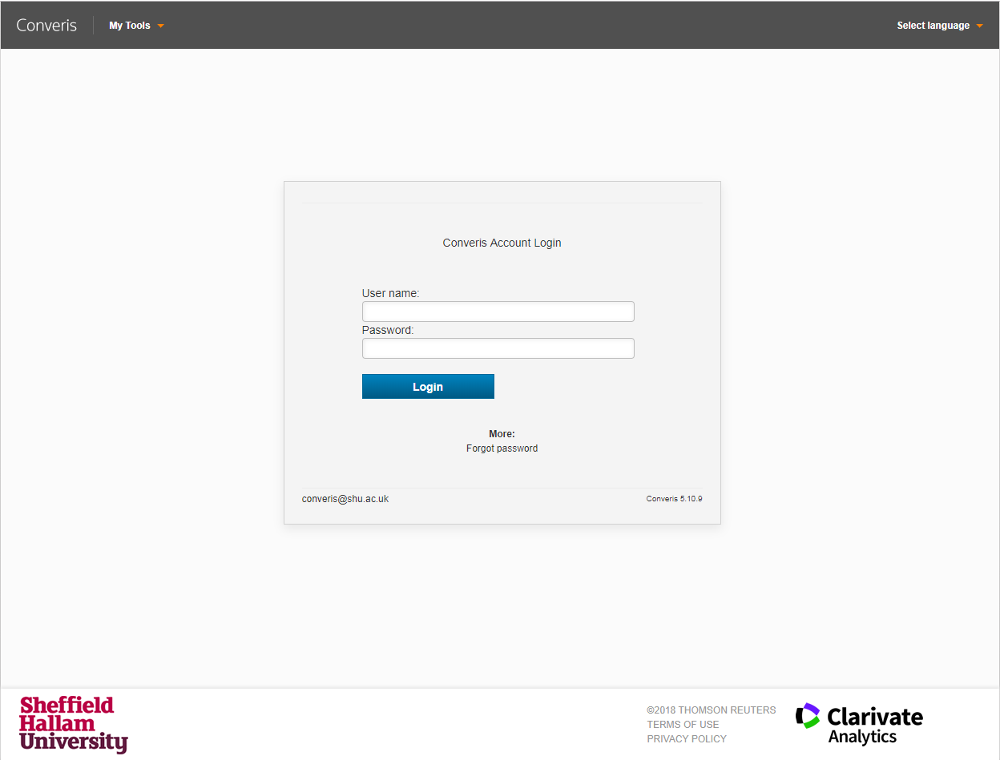 Converis
My Tools
Select language
Converis Account Login
User name:
Password:
Login
More:
Forgot password
converis@shu.ac.uk
Converis 5.10.9
Sheffield
Hallam
University
©2018 THOMSON REUTERS
TERMS OF USE
PRIVACY POLICY
Clarivate
Analytics